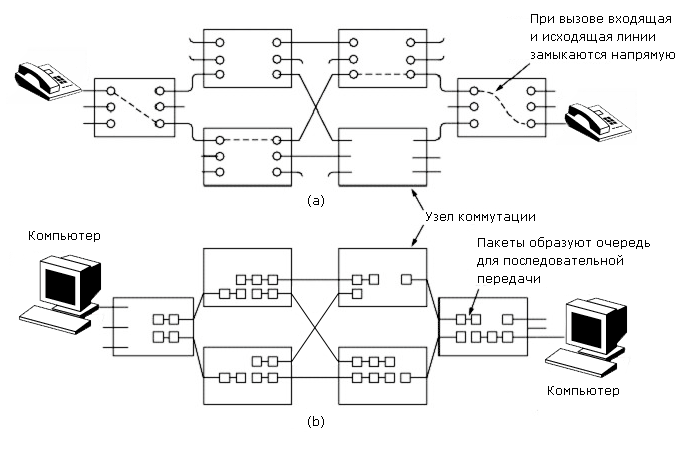 При вызове входящая
и исходящая линии
замыкаются напрямую
(a)
Узел коммутации
Компьютер
Пакеты образуют очередь
для последовательной
передачи
Компьютер
(b)